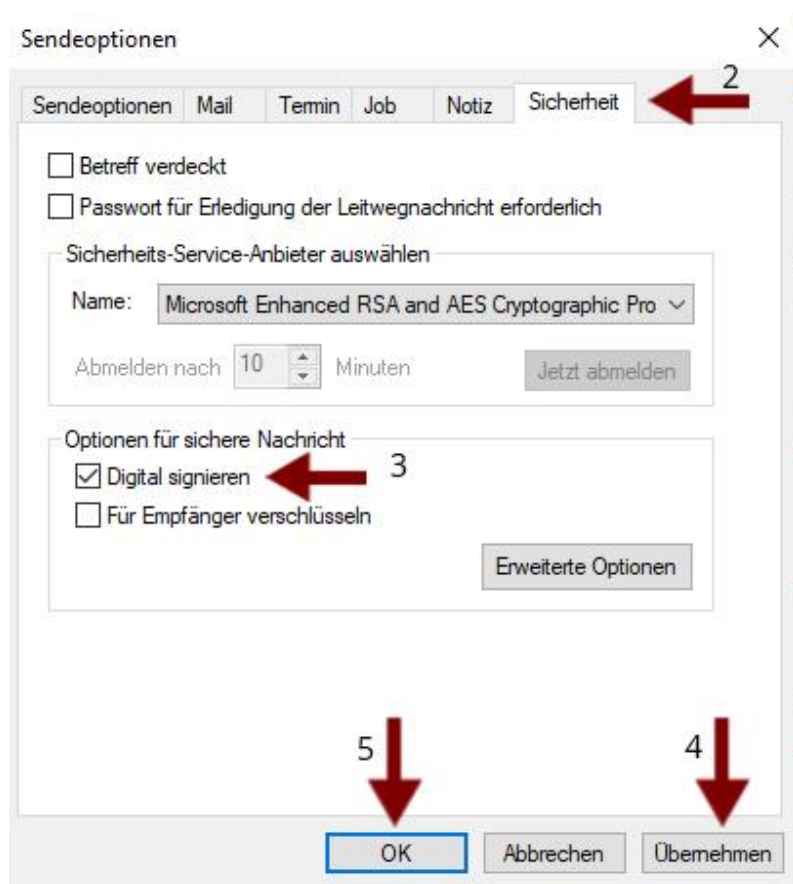 Sendeoptionen
Sendeoptionen Mail Termin Job Notiz Sicherheit 2
Betreff verdeckt
Passwort für Erledigung der Leitwegnachricht erforderlich
Sicherheits-Service-Anbieter auswählen
Name: Microsoft Enhanced RSA and AES Cryptographic Pro
Abmelden nach 10 Minuten Jetzt abmelden
Optionen für sichere Nachricht
Digital signieren 3
Für Empfänger verschlüsseln
Erweiterte Optionen
5 4
OK Abbrechen Übernehmen